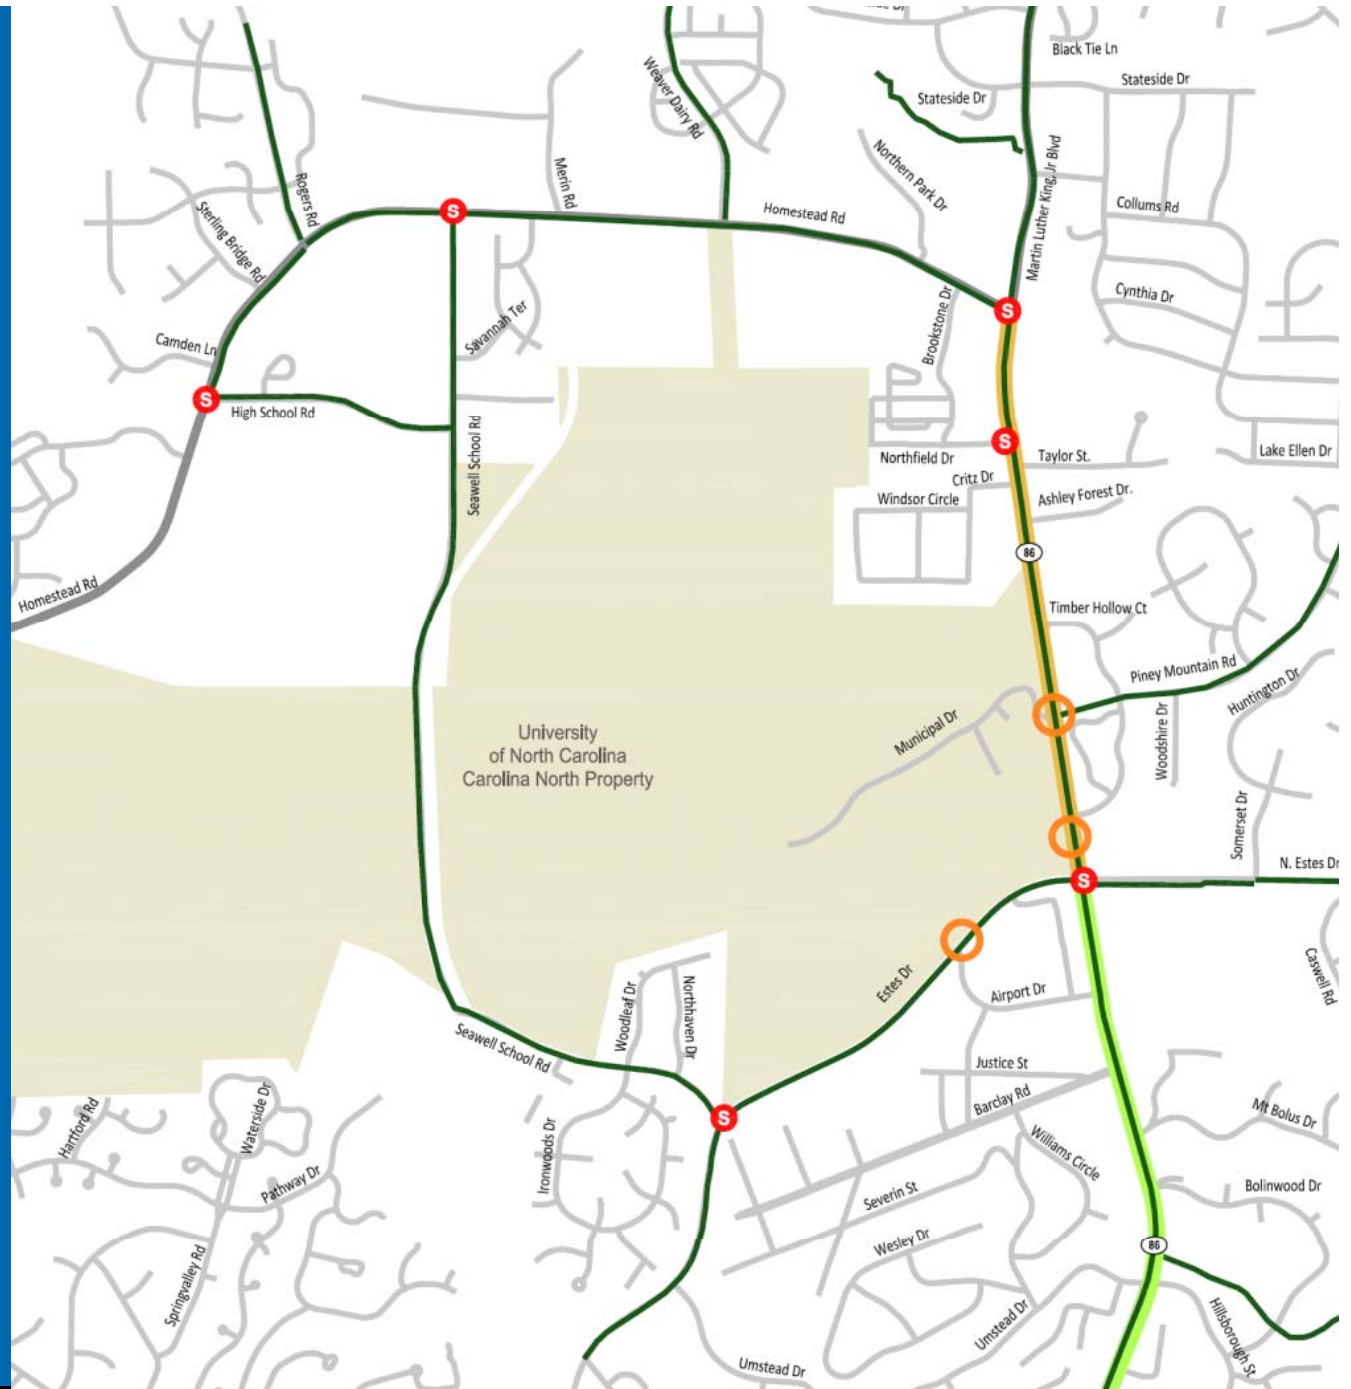 Black Tie Ln
Stateside Dr
Stateside Dr
Weaver Dairy Rd
Martin Luther King, Jr Blvd
Northern Park Dr
Merin Rd
Rogers Rd
Sterling Bridge Rd
S
Homestead Rd
Collums Rd
Cynthia Dr
Brookstone Dr
S
Savannah Ter
Camden Ln
S
High School Rd
Seawell School Rd
S
Northfield Dr
Taylor St.
Lake Ellen Dr
Critz Dr
Windsor Circle
Ashley Forest Dr.
86
Homestead Rd
Timber Hollow Ct
Piney Mountain Rd
Huntington Dr
Woodshire Dr
Municipal Dr
University
of North Carolina
Carolina North Property
Somerset Dr
N. Estes Dr
S
Estes Dr
Airport Dr
Caswell Rd
Woodleaf Dr
Northhaven Dr
Seawell School Rd
Justice St
Barclay Rd
S
Hartford Rd
Waterside Dr
Pathway Dr
Ironwoods Dr
Williams Circle
Mt Bolus Dr
Severin St
Bolinwood Dr
Wesley Dr
86
Springvalley Rd
Umstead Dr
Hillsborough St
Umstead Dr